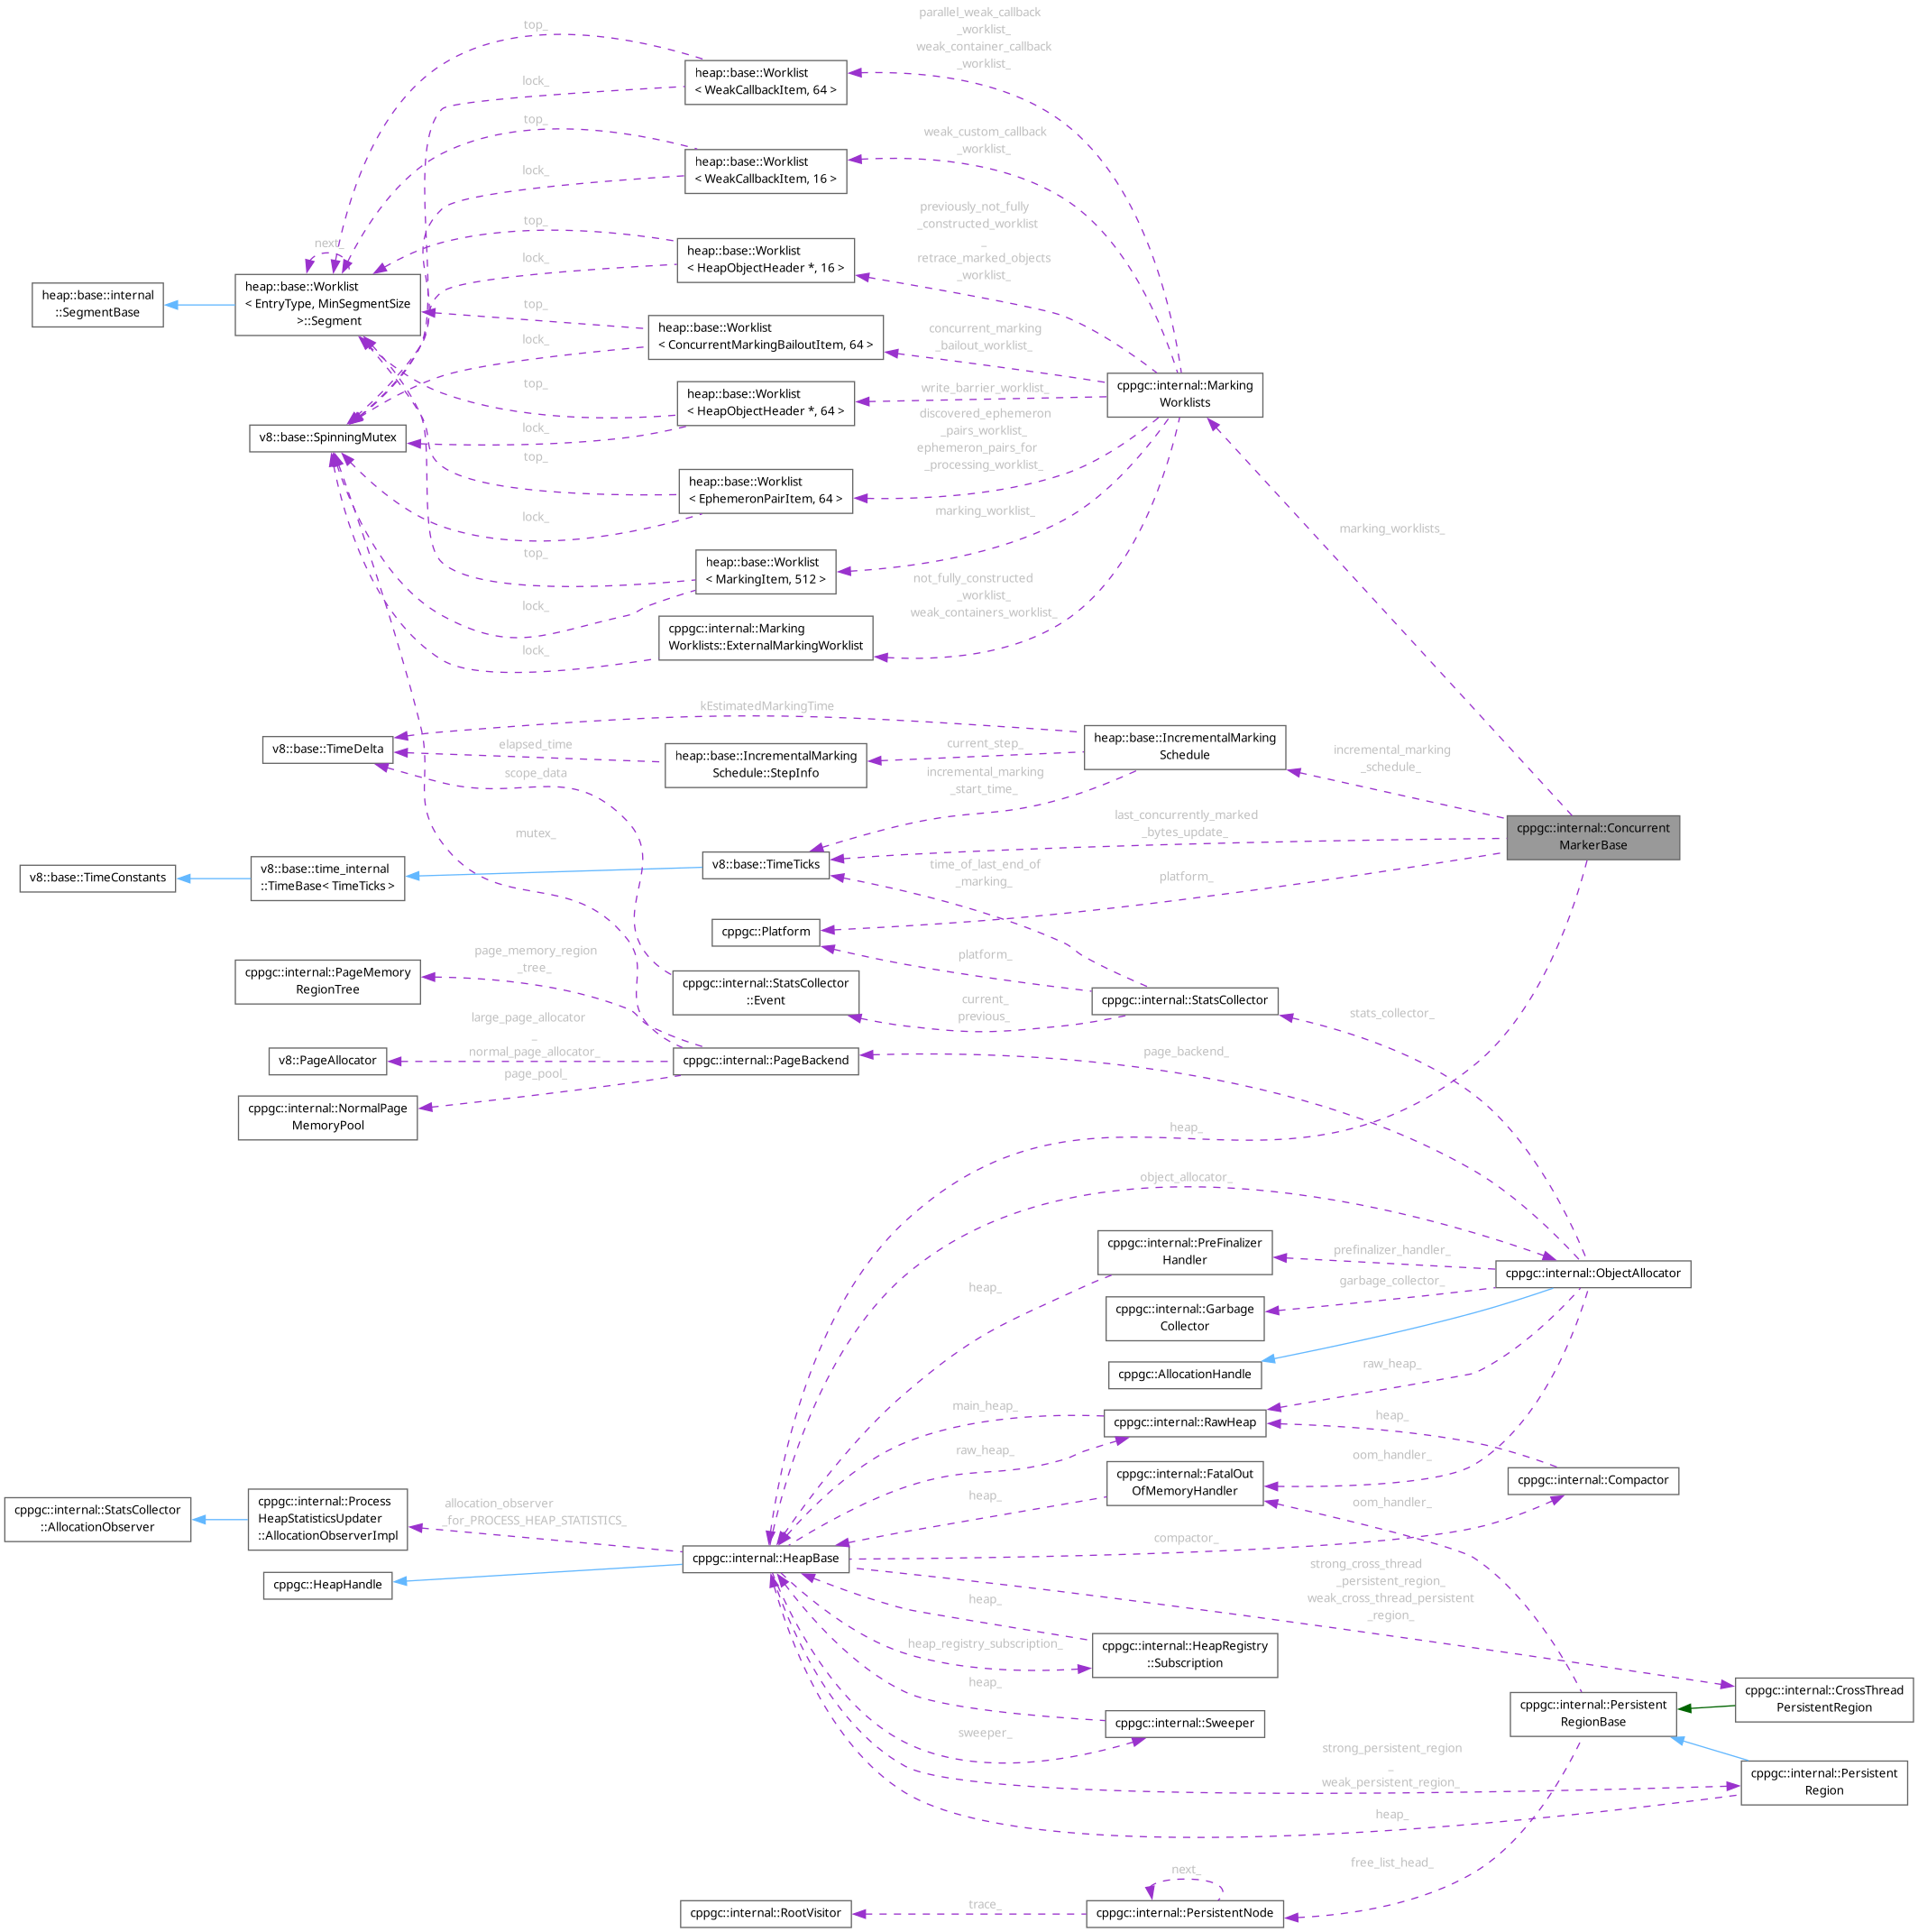 parallel_weak_callback
_worklist_
weak_container_callback
_worklist_
top_
heap::base::Worklist
< WeakCallbackItem, 64 >
lock_
top_
weak_custom_callback
_worklist_
heap::base::Worklist
< WeakCallbackItem, 16 >
lock_
previously_not_fully
_constructed_worklist
_
retrace_marked_objects
_worklist_
top_
next_
heap::base::Worklist
< HeapObjectHeader *, 16 >
lock_
heap::base::internal
::SegmentBase
heap::base::Worklist
< EntryType, MinSegmentSize
>::Segment
top_
heap::base::Worklist
< ConcurrentMarkingBailoutItem, 64 >
concurrent_marking
_bailout_worklist_
lock_
top_
heap::base::Worklist
< HeapObjectHeader *, 64 >
write_barrier_worklist_
cppgc::internal::Marking
Worklists
lock_
v8::base::SpinningMutex
discovered_ephemeron
_pairs_worklist_
ephemeron_pairs_for
_processing_worklist_
top_
heap::base::Worklist
< EphemeronPairItem, 64 >
lock_
marking_worklist_
marking_worklists_
top_
heap::base::Worklist
< MarkingItem, 512 >
lock_
not_fully_constructed
_worklist_
weak_containers_worklist_
cppgc::internal::Marking
Worklists::ExternalMarkingWorklist
lock_
kEstimatedMarkingTime
v8::base::TimeDelta
elapsed_time
heap::base::IncrementalMarking
Schedule::StepInfo
current_step_
heap::base::IncrementalMarking
Schedule
incremental_marking
_schedule_
scope_data
incremental_marking
_start_time_
last_concurrently_marked
_bytes_update_
cppgc::internal::Concurrent
MarkerBase
mutex_
v8::base::TimeConstants
v8::base::time_internal
::TimeBase< TimeTicks >
v8::base::TimeTicks
time_of_last_end_of
_marking_
platform_
cppgc::Platform
page_memory_region
_tree_
cppgc::internal::PageMemory
RegionTree
platform_
cppgc::internal::StatsCollector
::Event
current_
previous_
cppgc::internal::StatsCollector
stats_collector_
large_page_allocator
_
normal_page_allocator_
v8::PageAllocator
cppgc::internal::PageBackend
page_backend_
page_pool_
cppgc::internal::NormalPage
MemoryPool
heap_
object_allocator_
cppgc::internal::PreFinalizer
Handler
prefinalizer_handler_
cppgc::internal::ObjectAllocator
heap_
garbage_collector_
cppgc::internal::Garbage
Collector
cppgc::AllocationHandle
raw_heap_
main_heap_
cppgc::internal::RawHeap
heap_
raw_heap_
oom_handler_
cppgc::internal::FatalOut
OfMemoryHandler
cppgc::internal::Compactor
heap_
oom_handler_
cppgc::internal::StatsCollector
::AllocationObserver
cppgc::internal::Process
HeapStatisticsUpdater
::AllocationObserverImpl
allocation_observer
_for_PROCESS_HEAP_STATISTICS_
cppgc::internal::HeapBase
compactor_
cppgc::HeapHandle
strong_cross_thread
_persistent_region_
weak_cross_thread_persistent
_region_
heap_
heap_registry_subscription_
cppgc::internal::HeapRegistry
::Subscription
heap_
cppgc::internal::CrossThread
PersistentRegion
cppgc::internal::Persistent
RegionBase
cppgc::internal::Sweeper
sweeper_
strong_persistent_region
_
weak_persistent_region_
cppgc::internal::Persistent
Region
heap_
free_list_head_
next_
cppgc::internal::RootVisitor
trace_
cppgc::internal::PersistentNode